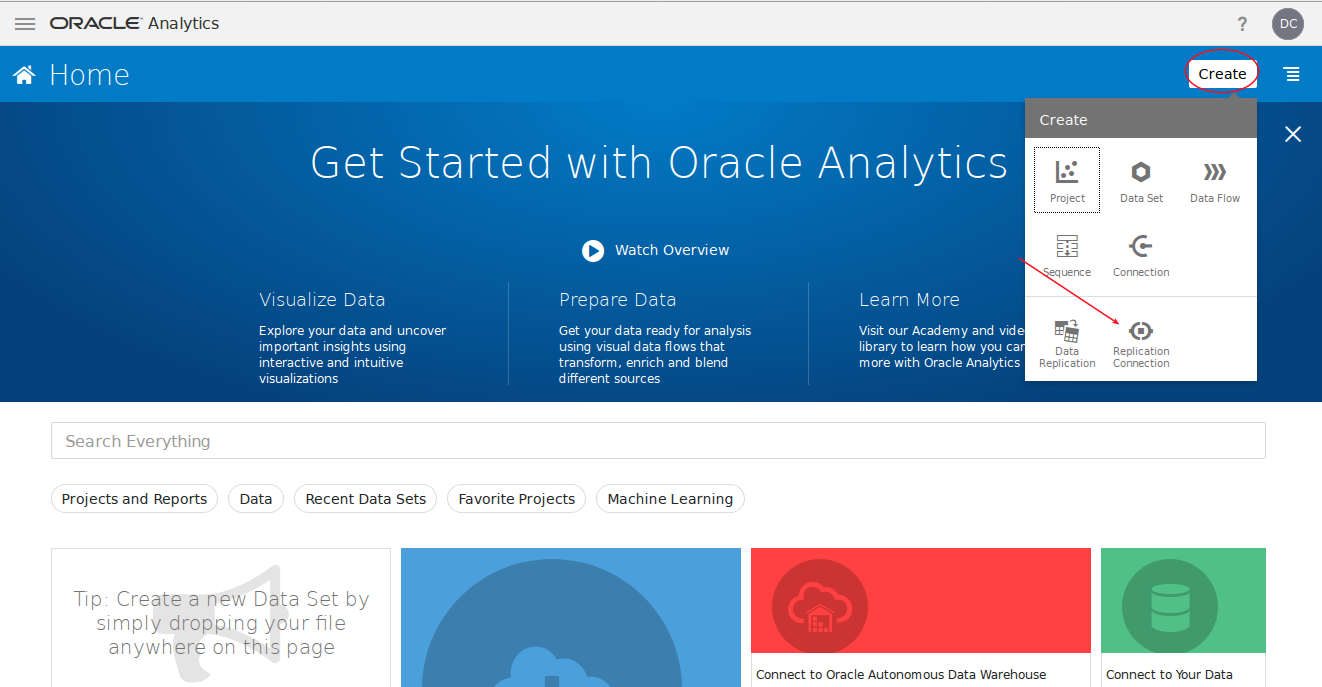 ORACLE Analytics
?
DC
Home
Create
Create
Project
Data Set
Data Flow
Sequence
Connection
Data
Replication
Replication
Connection
Get Started with Oracle Analytics
Watch Overview
Visualize Data
Explore your data and uncover
important insights using
interactive and intuitive
visualizations
Prepare Data
Get your data ready for analysis
using visual data flows that
transform, enrich and blend
different sources
Learn More
Visit our Academy and vide
library to learn how you can
more with Oracle Analytics
Search Everything
Projects and Reports
Data
Recent Data Sets
Favorite Projects
Machine Learning
Tip: Create a new Data Set by
simply dropping your file
anywhere on this page
Connect to Oracle Autonomous Data Warehouse
Connect to Your Data